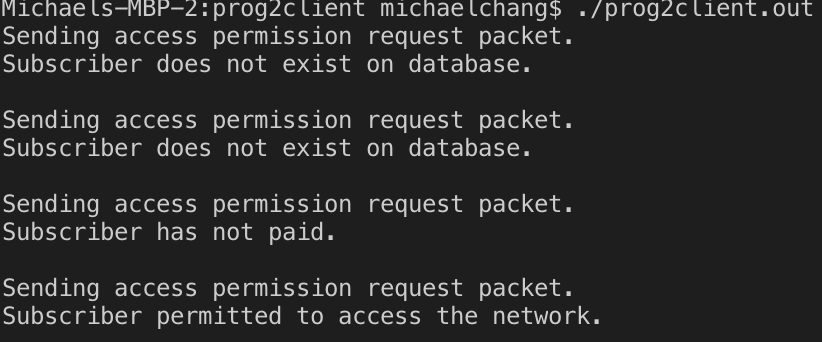 Michaels-MBP-2:prog2client michaelchang$ ./prog2client.out
Sending access permission request packet.
Subscriber does not exist on database.
Sending access permission request packet.
Subscriber does not exist on database.
Sending access permission request packet.
Subscriber has not paid.
Sending access permission request packet.
Subscriber permitted to access the network.